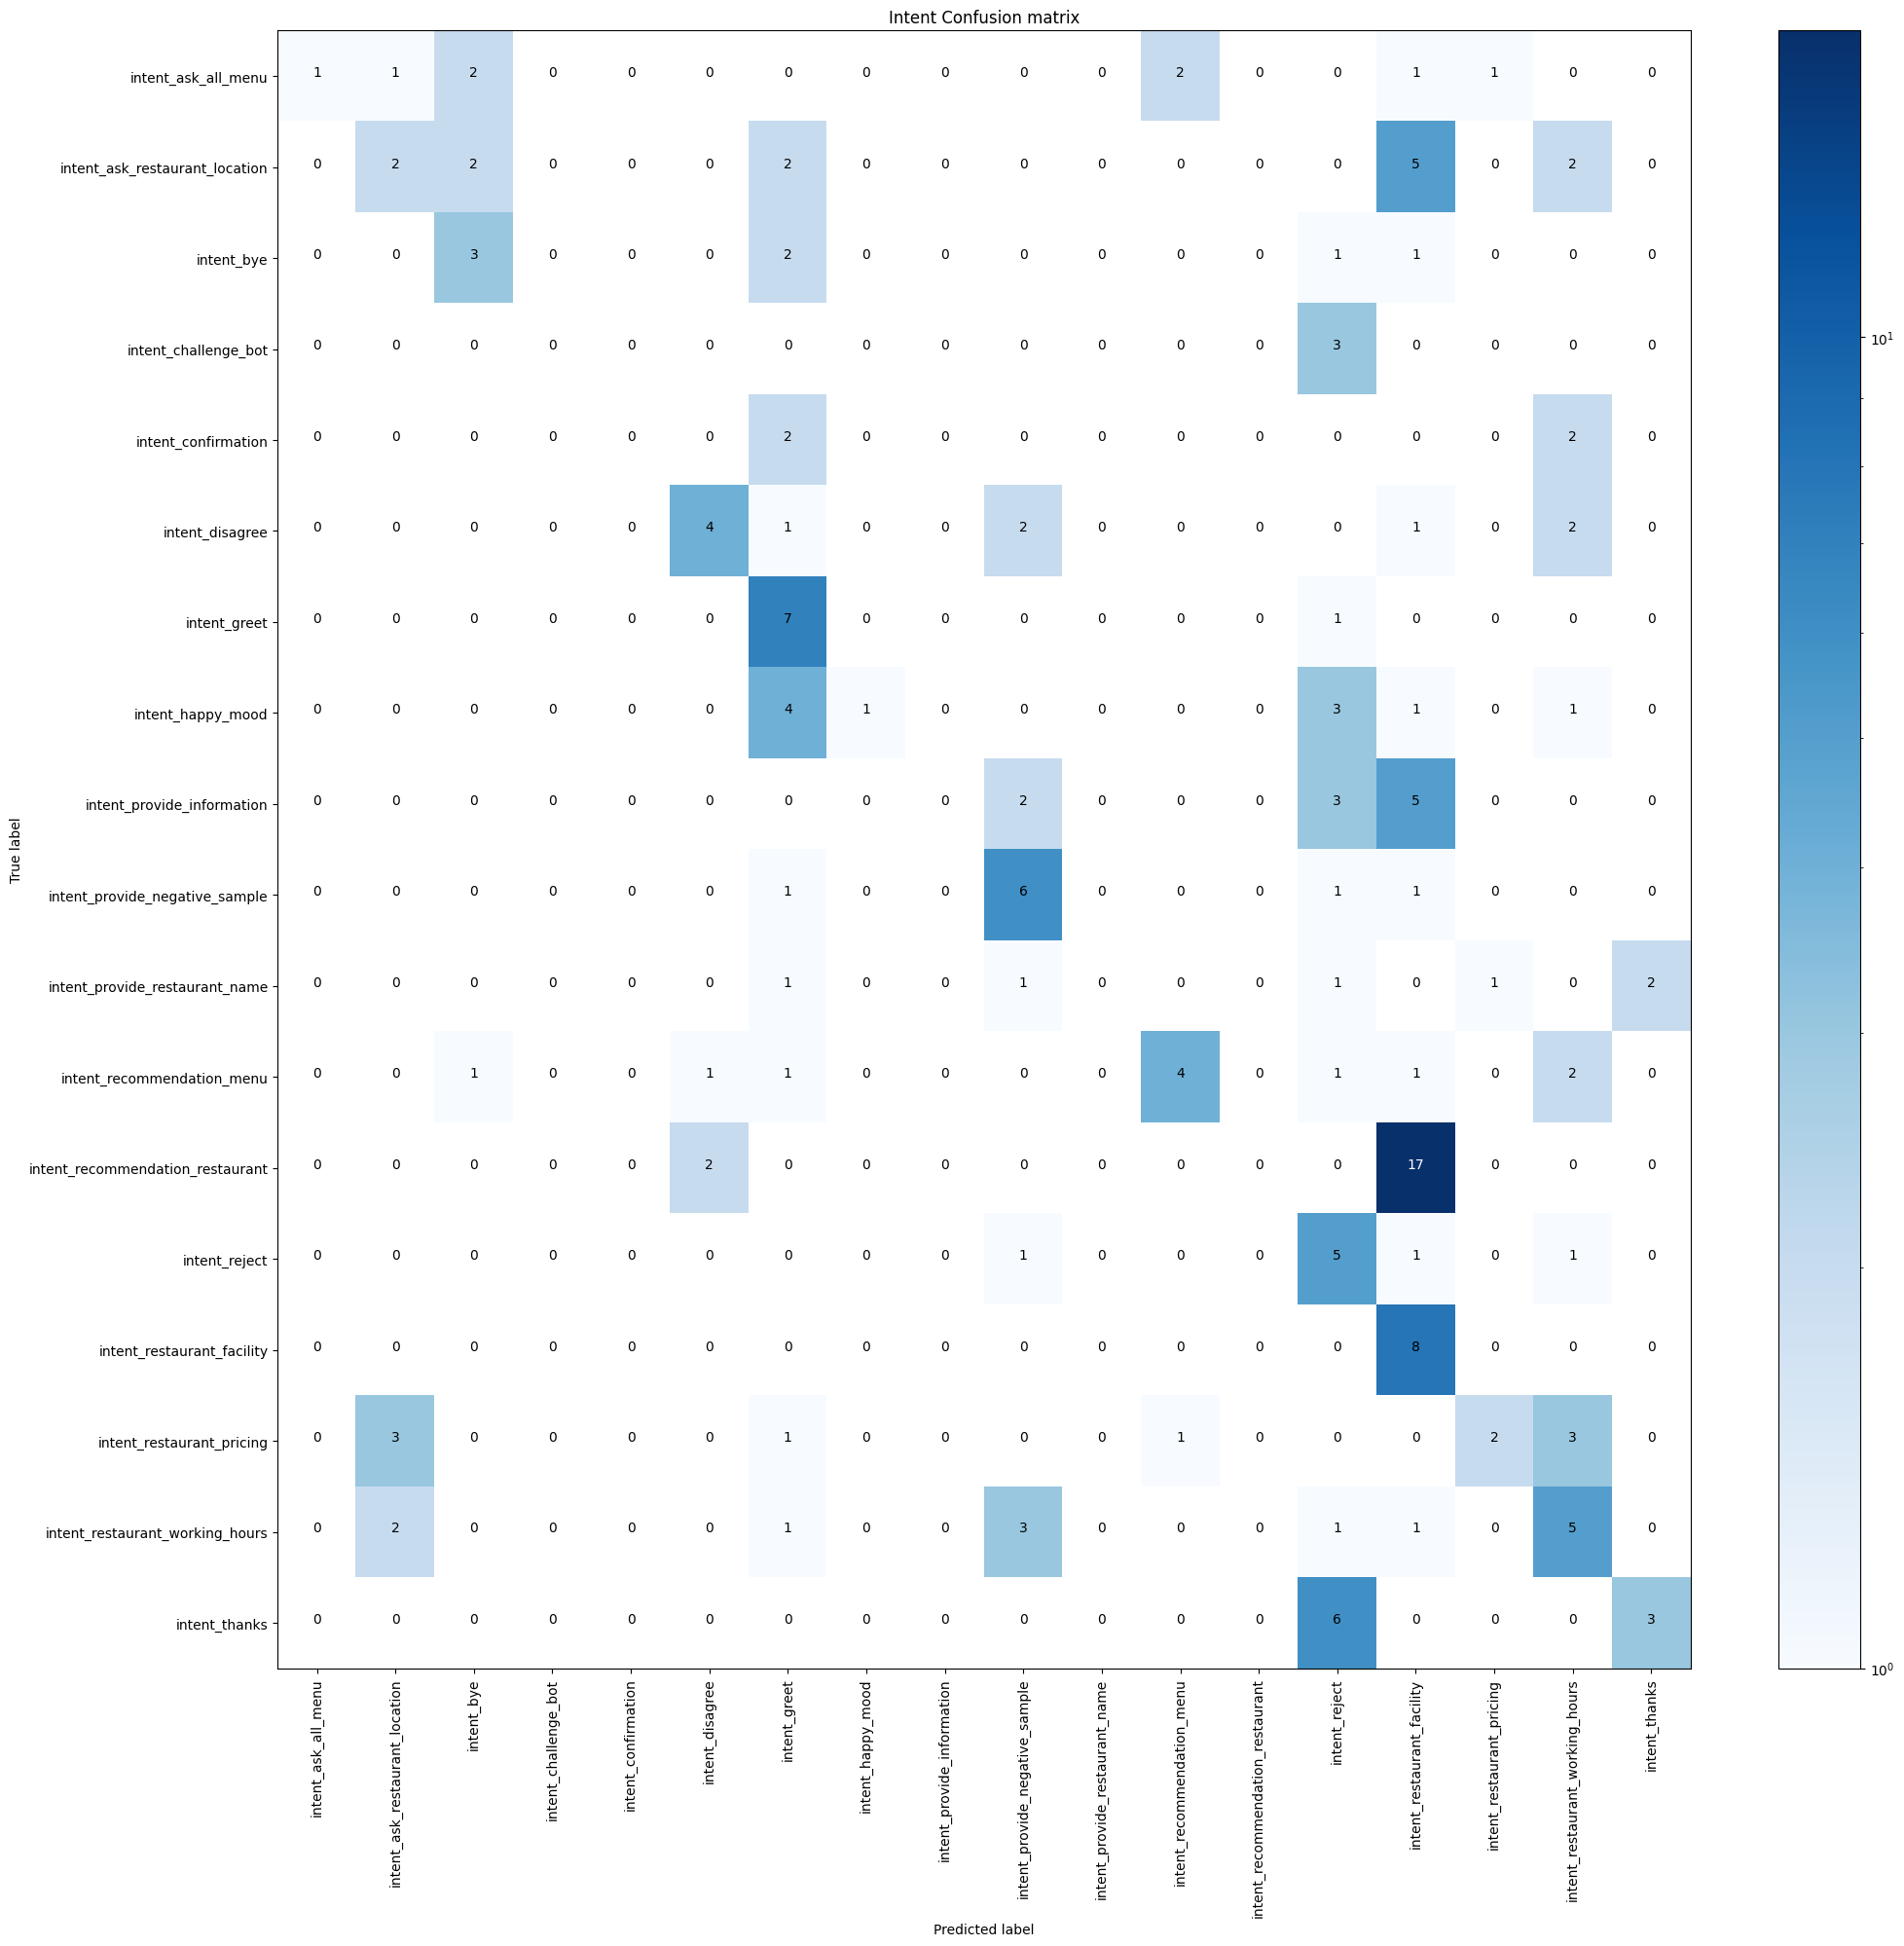 Intent Confusion matrix
intent_ask_all_menu 1 1 2 0 0 0 0 0 0 0 0 2 0 0 1 1 0 0
intent_ask_restaurant_location 0 2 2 0 0 0 2 0 0 0 0 0 0 0 5 0 2 0
intent_bye 0 0 3 0 0 0 2 0 0 0 0 0 0 1 1 0 0 0
intent_challenge_bot 0 0 0 0 0 0 0 0 0 0 0 0 0 3 0 0 0 0
10¹
intent_confirmation 0 0 0 0 0 0 2 0 0 0 0 0 0 0 0 0 2 0
intent_disagree 0 0 0 0 0 4 1 0 0 2 0 0 0 0 1 0 2 0
intent_greet 0 0 0 0 0 0 7 0 0 0 0 0 0 1 0 0 0 0
intent_happy_mood 0 0 0 0 0 0 4 1 0 0 0 0 0 3 1 0 1 0
intent_provide_information 0 0 0 0 0 0 0 0 0 2 0 0 0 3 5 0 0 0
True label
intent_provide_negative_sample 0 0 0 0 0 0 1 0 0 6 0 0 0 1 1 0 0 0
intent_provide_restaurant_name 0 0 0 0 0 0 1 0 0 1 0 0 0 1 0 1 0 2
intent_recommendation_menu 0 0 1 0 0 1 1 0 0 0 0 4 0 1 1 0 2 0
intent_recommendation_restaurant 0 0 0 0 0 2 0 0 0 0 0 0 0 0 17 0 0 0
intent_reject 0 0 0 0 0 0 0 0 0 1 0 0 0 5 1 0 1 0
intent_restaurant_facility 0 0 0 0 0 0 0 0 0 0 0 0 0 0 8 0 0 0
intent_restaurant_pricing 0 3 0 0 0 0 1 0 0 0 0 1 0 0 0 2 3 0
intent_restaurant_working_hours 0 2 0 0 0 0 1 0 0 3 0 0 0 1 1 0 5 0
intent_thanks 0 0 0 0 0 0 0 0 0 0 0 0 0 6 0 0 0 3
10⁰
intent_ask_all_menu
intent_ask_restaurant_location
intent_bye
intent_challenge_bot
intent_confirmation
intent_disagree
intent_greet
intent_happy_mood
intent_provide_information
intent_provide_negative_sample
intent_provide_restaurant_name
intent_recommendation_menu
intent_recommendation_restaurant
intent_reject
intent_restaurant_facility
intent_restaurant_pricing
intent_restaurant_working_hours
intent_thanks
Predicted label